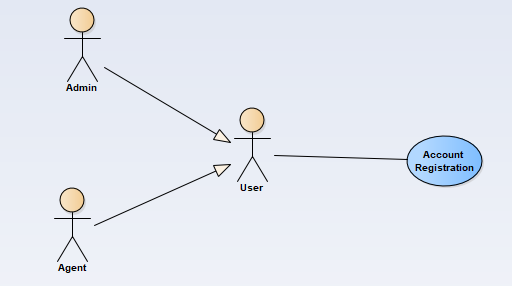 Admin
User
Account
Registration
Agent